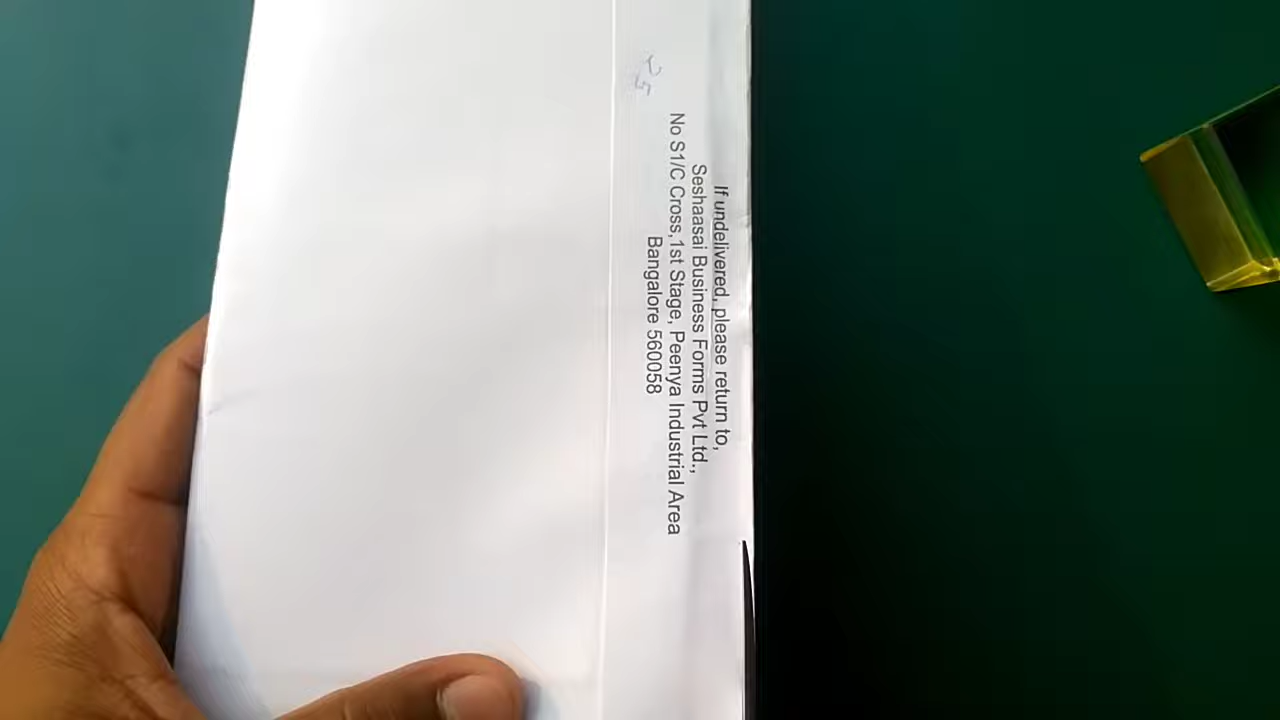 25
If undelivered, please return to,
Seshaasai Business Forms Pvt Ltd.,
No S1/C Cross,1st Stage, Peenya Industrial Area
Bangalore 560058